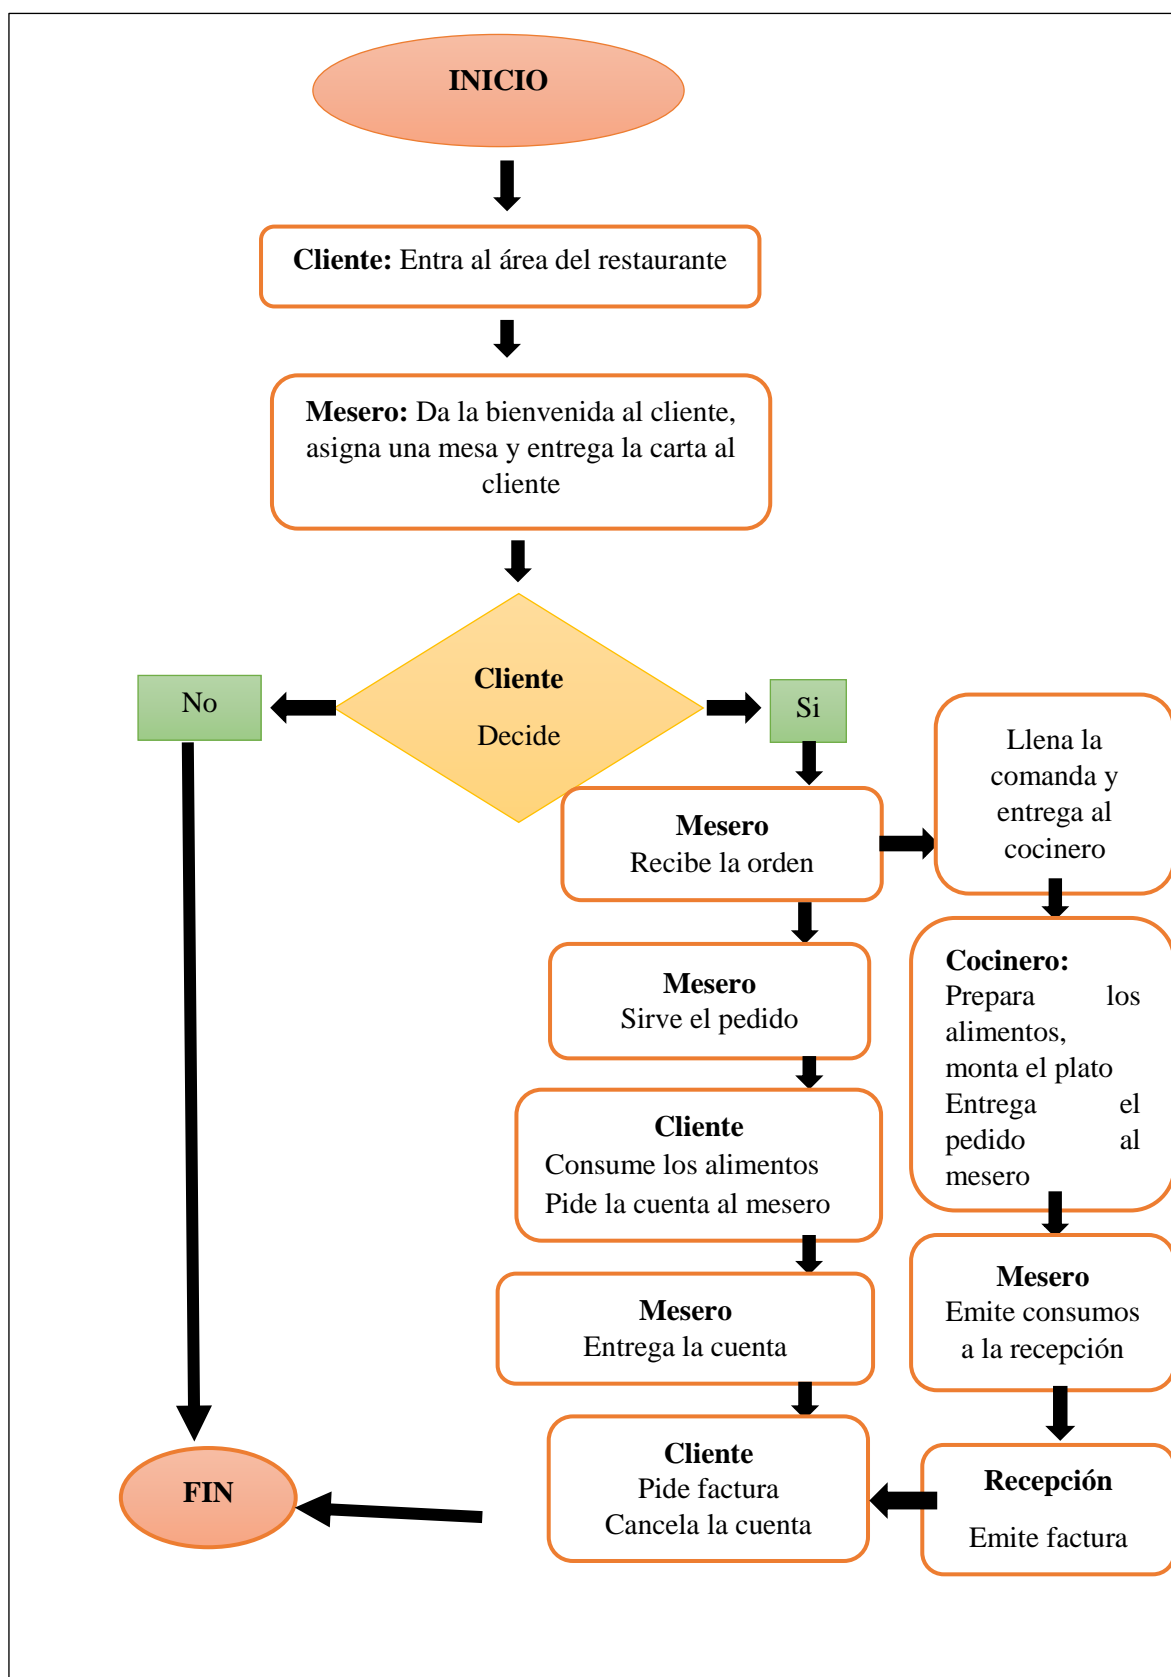 INICIO
Cliente: Entra al área del restaurante
Mesero: Da la bienvenida al cliente,
asigna una mesa y entrega la carta al
cliente
Cliente
Decide
No
Si
Mesero
Recibe la orden
Llena la
comanda y
entrega al
cocinero
Mesero
Sirve el pedido
Cocinero:
Prepara los
alimentos,
monta el plato
Entrega el
pedido al
mesero
Cliente
Consume los alimentos
Pide la cuenta al mesero
Mesero
Entrega la cuenta
Mesero
Emite consumos
a la recepción
Cliente
Pide factura
Cancela la cuenta
Recepción
Emite factura
FIN